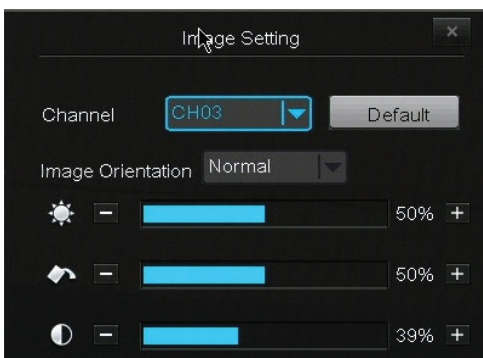 Image Setting
Channel CH03 Default
Image Orientation Normal
50%
50%
39%